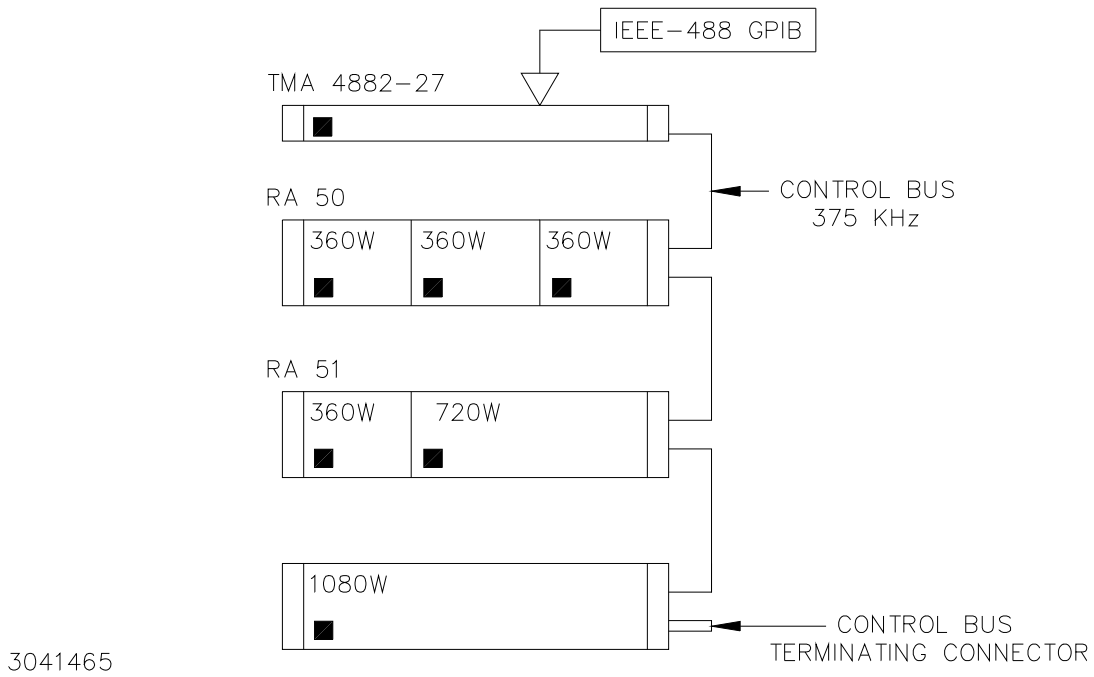 IEEE-488 GPIB
TMA 4882-27
CONTROL BUS
375 KHz
RA 50
360W 360W 360W
RA 51
360W 720W
1080W
CONTROL BUS
TERMINATING CONNECTOR
3041465